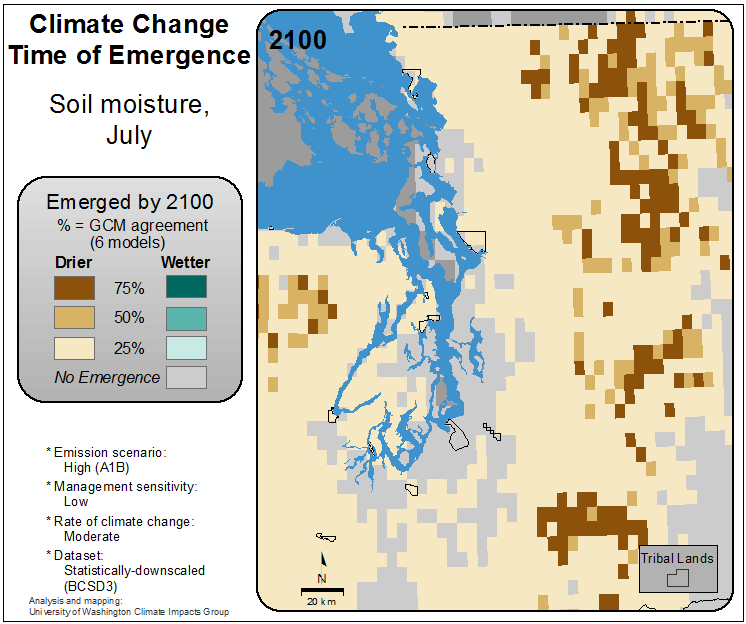 Climate Change
Time of Emergence
Soil moisture,
July
Emerged by 2100
% = GCM agreement
(6 models)
Drier Wetter
75%
50%
25%
No Emergence
* Emission scenario:
High (A1B)
* Management sensitivity:
Low
* Rate of climate change:
Moderate
* Dataset:
Statistically-downscaled
(BCSD3)
Analysis and mapping:
University of Washington Climate Impacts Group
2100
N
20 km
Tribal Lands